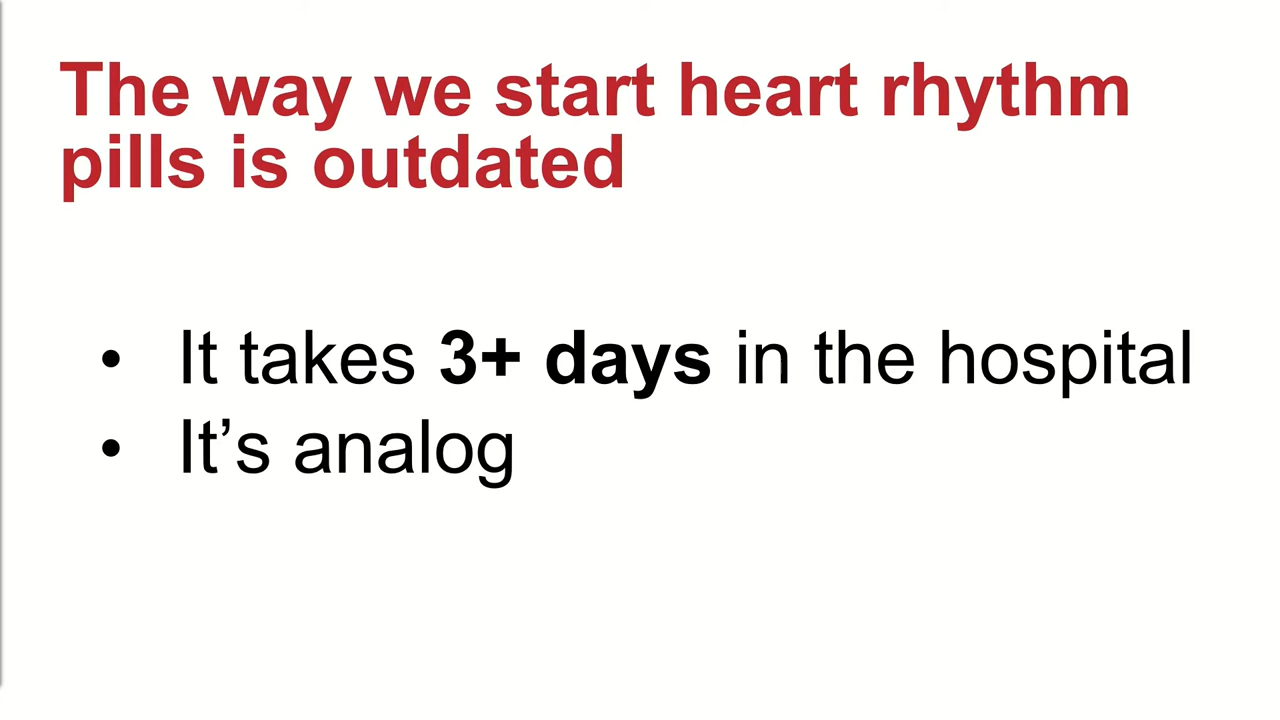 The way we start heart rhythm
pills is outdated
• It takes 3+ days in the hospital
• It’s analog